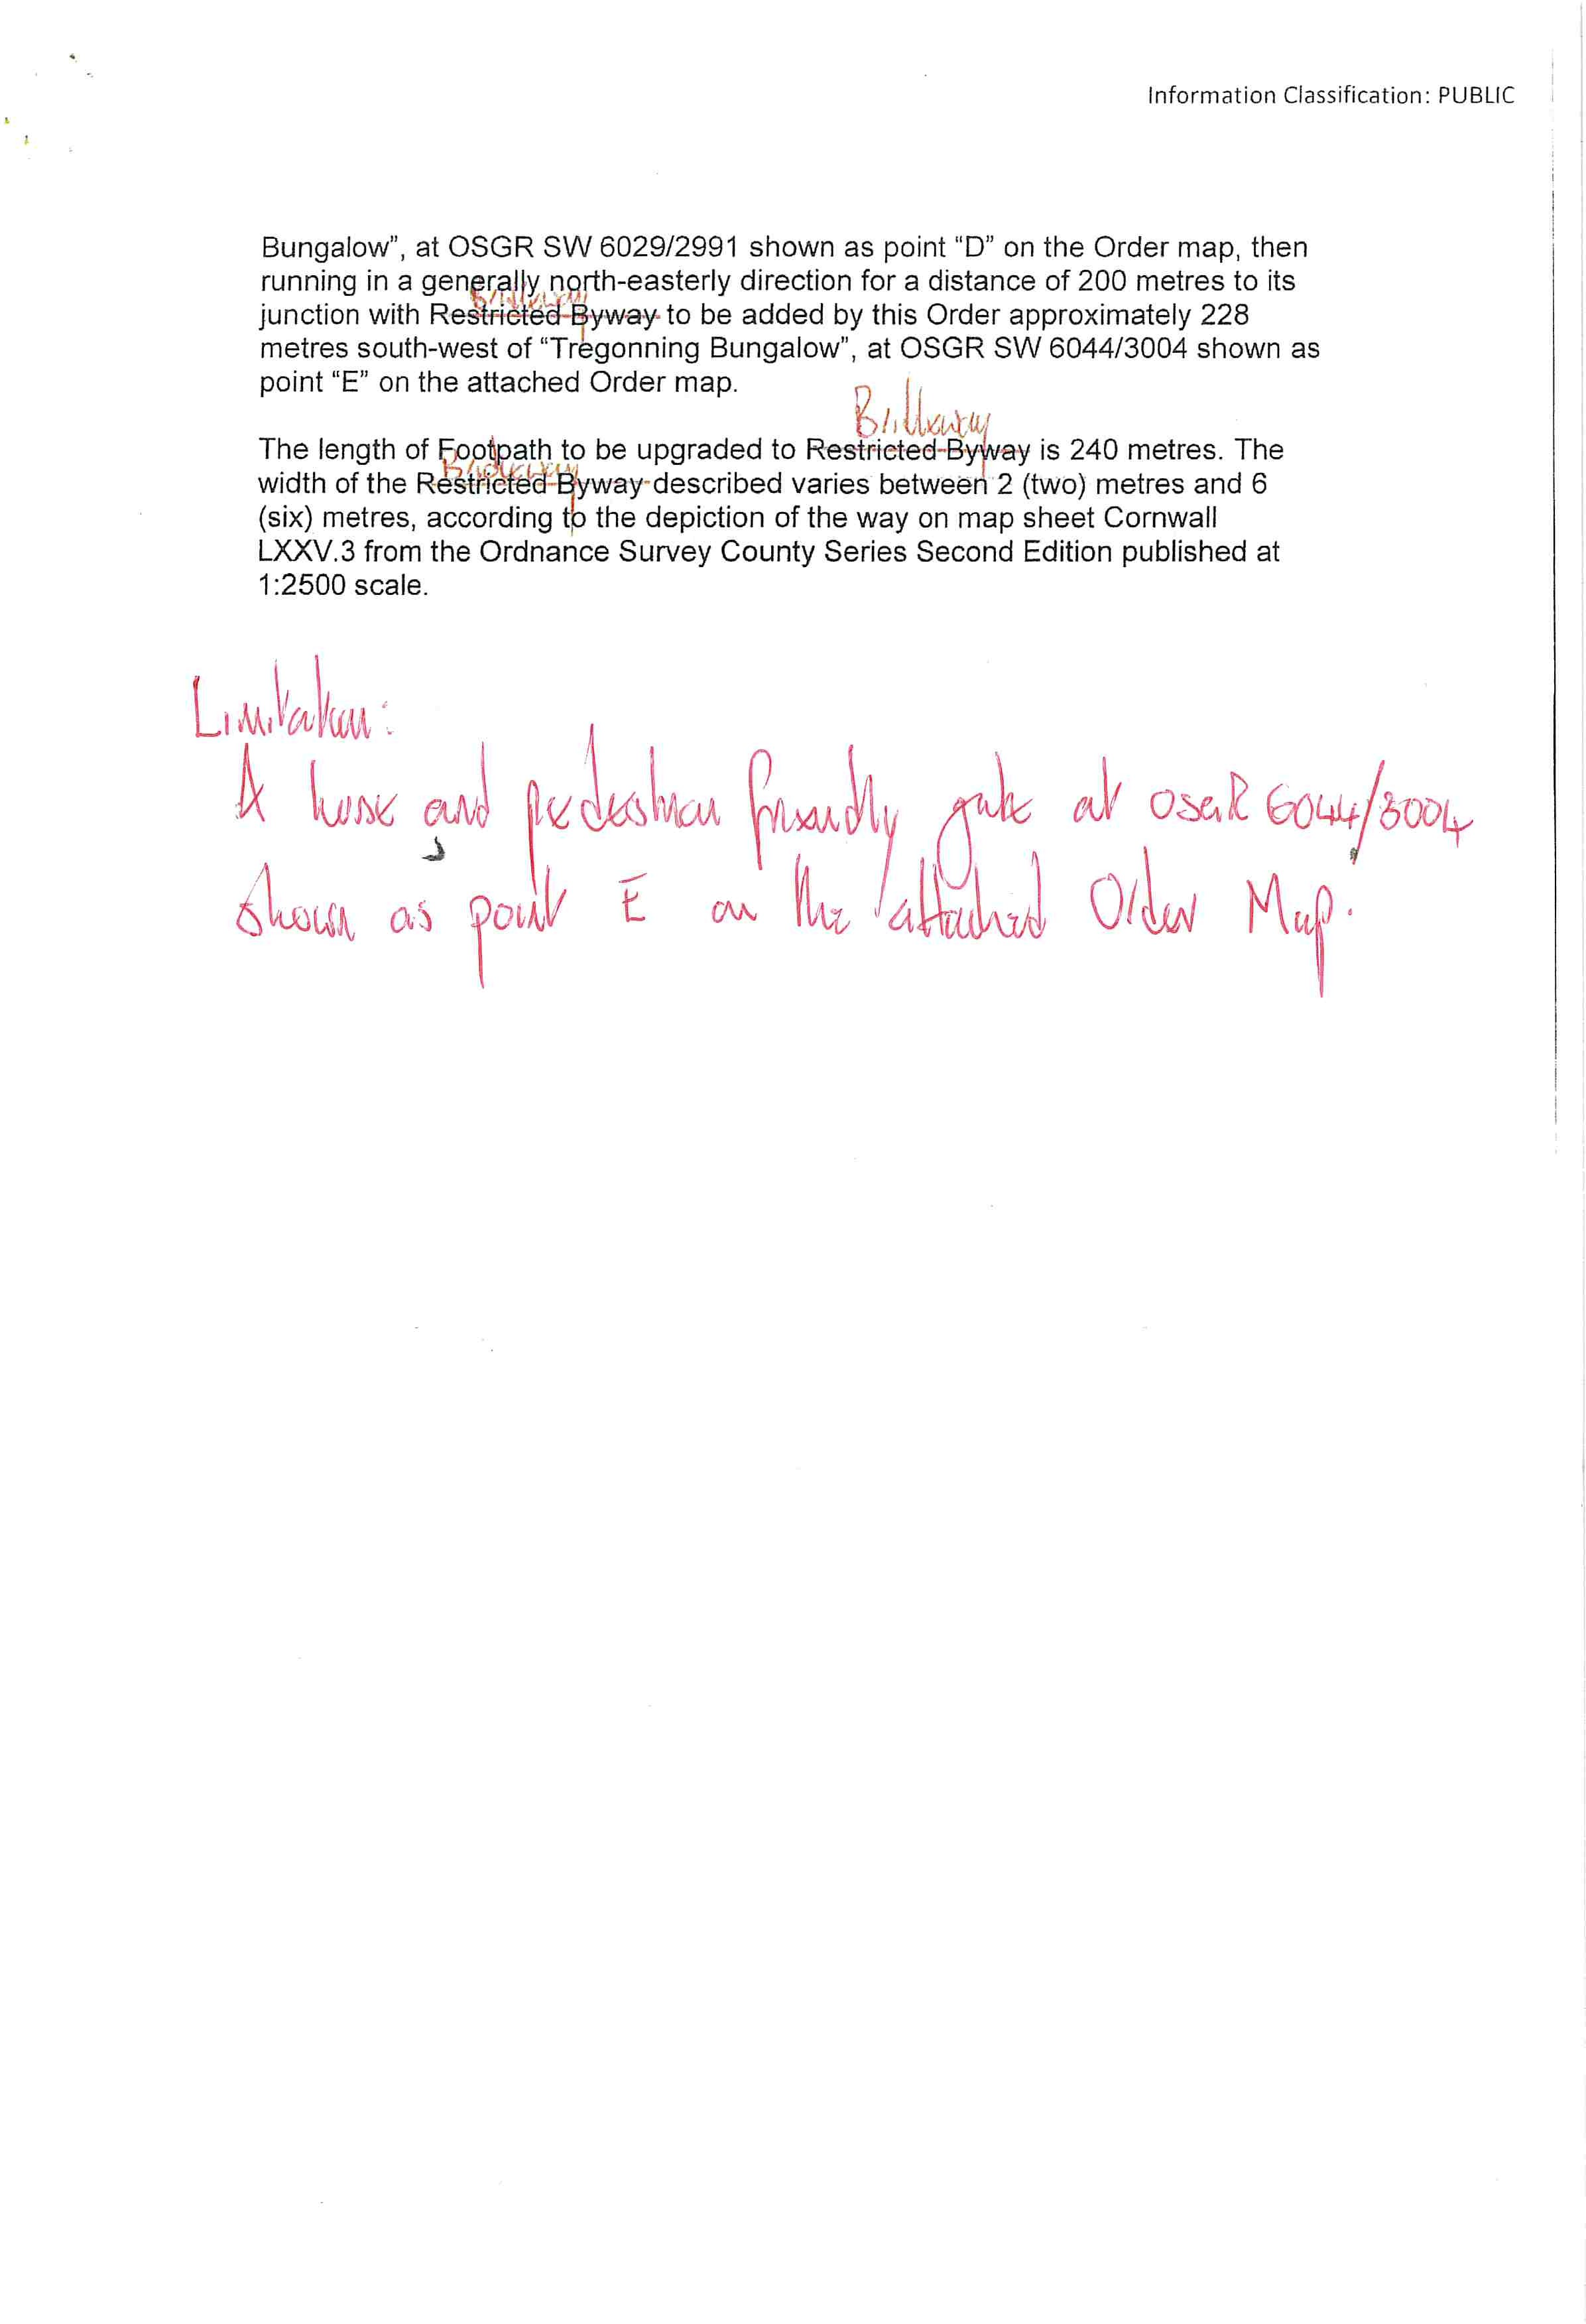 Information Classification: PUBLIC
Bungalow”, at OSGR SW 6029/2991 shown as point “D” on the Order map, then
running in a generally north-easterly direction for a distance of 200 metres to its
Bridleway
junction with Restricted Byway to be added by this Order approximately 228
metres south-west of “Tregonning Bungalow”, at OSGR SW 6044/3004 shown as
point “E” on the attached Order map.
Bridleway
The length of Footpath to be upgraded to Restricted Byway is 240 metres. The
Bridleway
width of the Restricted Byway described varies between 2 (two) metres and 6
(six) metres, according to the depiction of the way on map sheet Cornwall
LXXV.3 from the Ordnance Survey County Series Second Edition published at
1:2500 scale.
Limitation:
A horse and pedestrian friendly gate at OSGR 6044/3004
shown as point E on the attached Order Map.